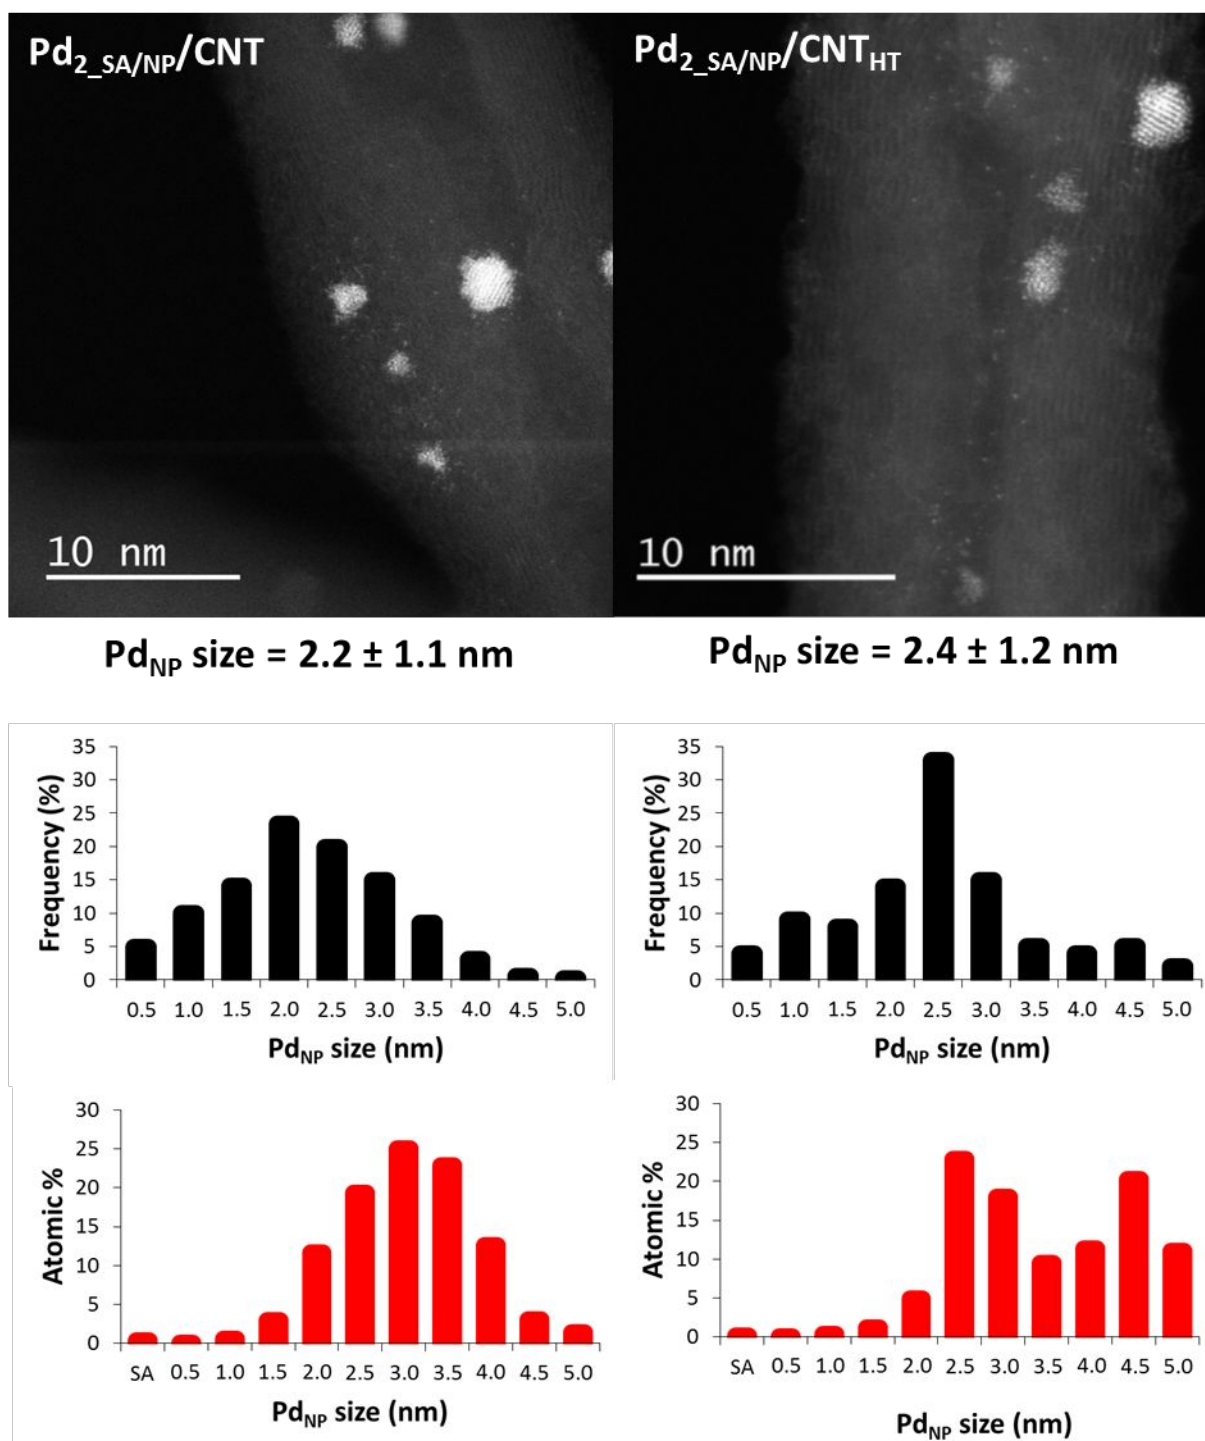 Pd2_SA/NP/CNT
Pd2_SA/NP/CNTHT
10 nm
10 nm
PdNP size = 2.2 ± 1.1 nm
PdNP size = 2.4 ± 1.2 nm
Frequency (%)
35
30
25
20
15
10
5
0
0.5 1.0 1.5 2.0 2.5 3.0 3.5 4.0 4.5 5.0
PdNP size (nm)
Frequency (%)
35
30
25
20
15
10
5
0
0.5 1.0 1.5 2.0 2.5 3.0 3.5 4.0 4.5 5.0
PdNP size (nm)
Atomic %
30
25
20
15
10
5
0
SA 0.5 1.0 1.5 2.0 2.5 3.0 3.5 4.0 4.5 5.0
PdNP size (nm)
Atomic %
30
25
20
15
10
5
0
SA 0.5 1.0 1.5 2.0 2.5 3.0 3.5 4.0 4.5 5.0
PdNP size (nm)